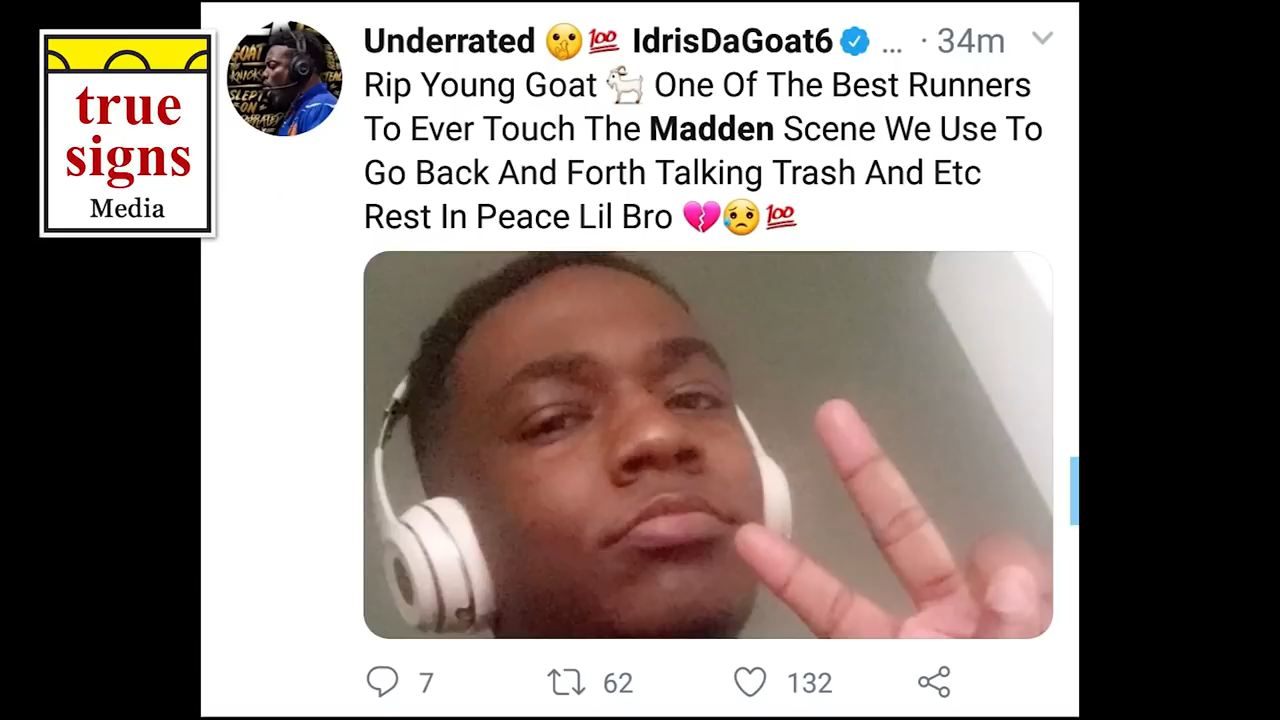 true
signs
Media
Underrated 🤫💯 IdrisDaGoat6 ... · 34m
Rip Young Goat 🐐 One Of The Best Runners
To Ever Touch The Madden Scene We Use To
Go Back And Forth Talking Trash And Etc
Rest In Peace Lil Bro 💔😥💯
7 62 132